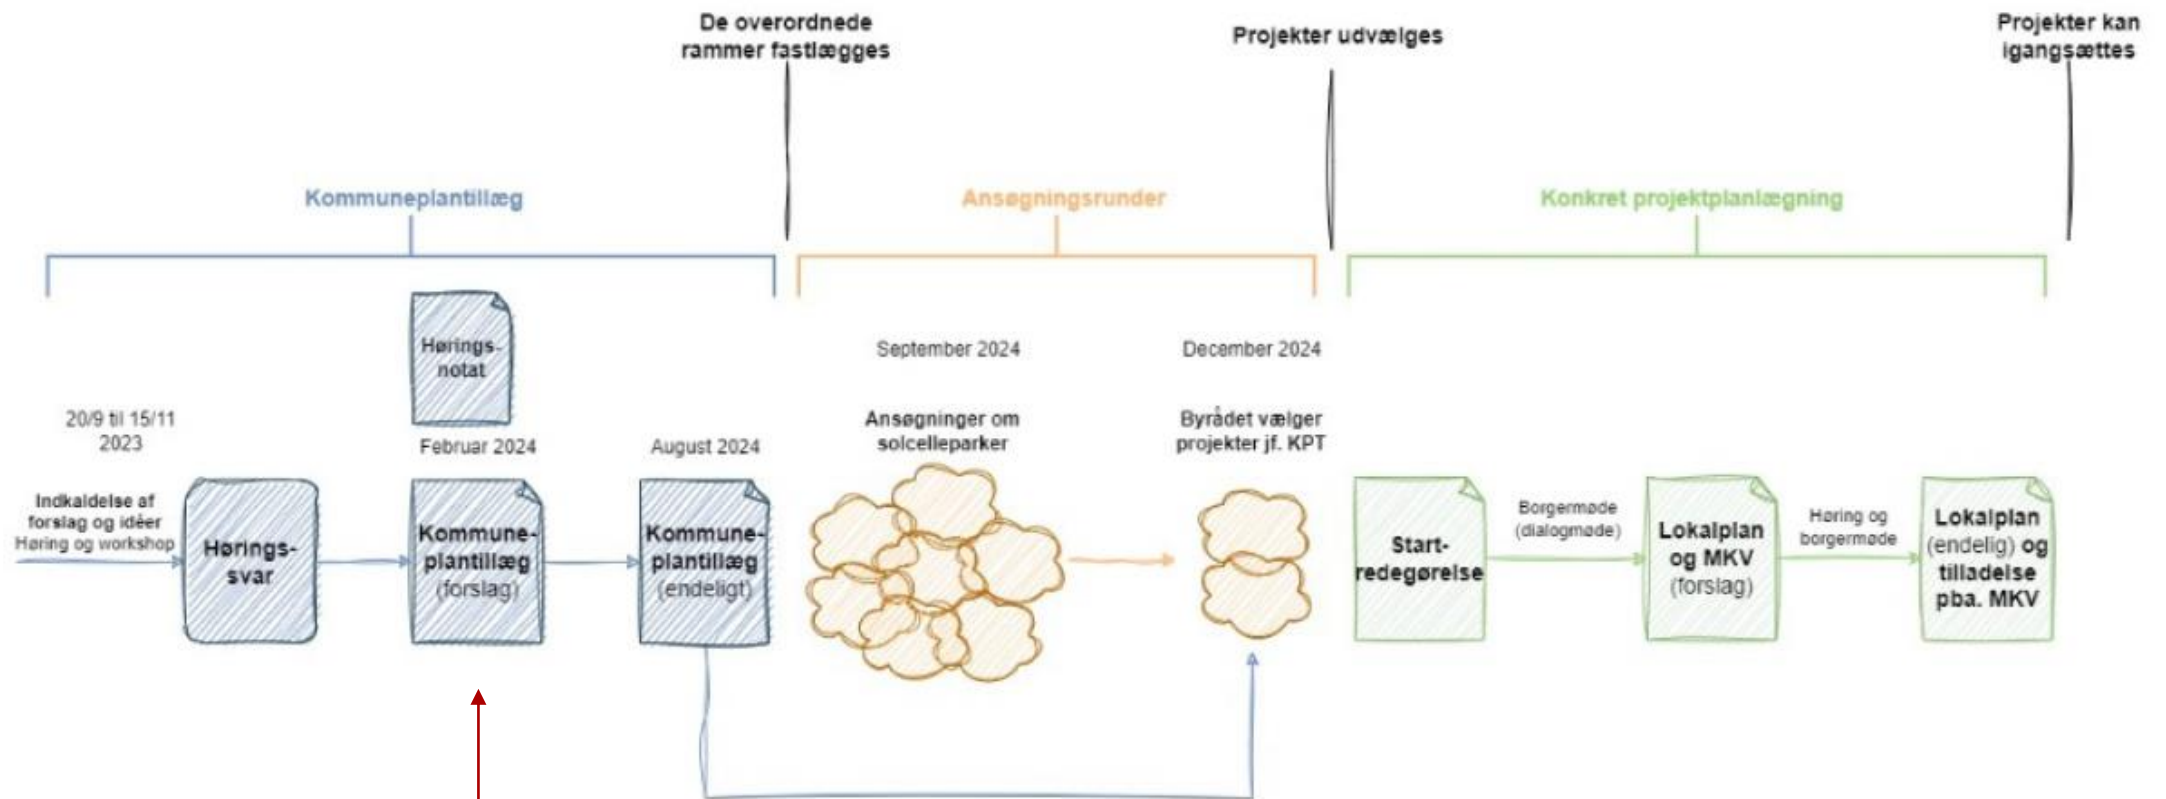 De overordnede
rammer fastlægges
Projekter udvælges
Projekter kan
igangsættes
Kommuneplantillæg
Ansøgningsrunder
Konkret projektplanlægning
Hørings-
notat
September 2024
December 2024
20/9 til 15/11
2023
Februar 2024
August 2024
Ansøgninger om
solcelleparker
Byrådet vælger
projekter jf. KPT
Indkaldelse af
forslag og idéer
Høring og workshop
Hørings-
svar
Kommune-
plantillæg
(forslag)
Kommune-
plantillæg
(endeligt)
Start-
redegørelse
Borgermøde
(dialogmøde)
Lokalplan
og MKV
(forslag)
Høring og
borgermøde
Lokalplan
(endelig) og
tilladelse
pba. MKV